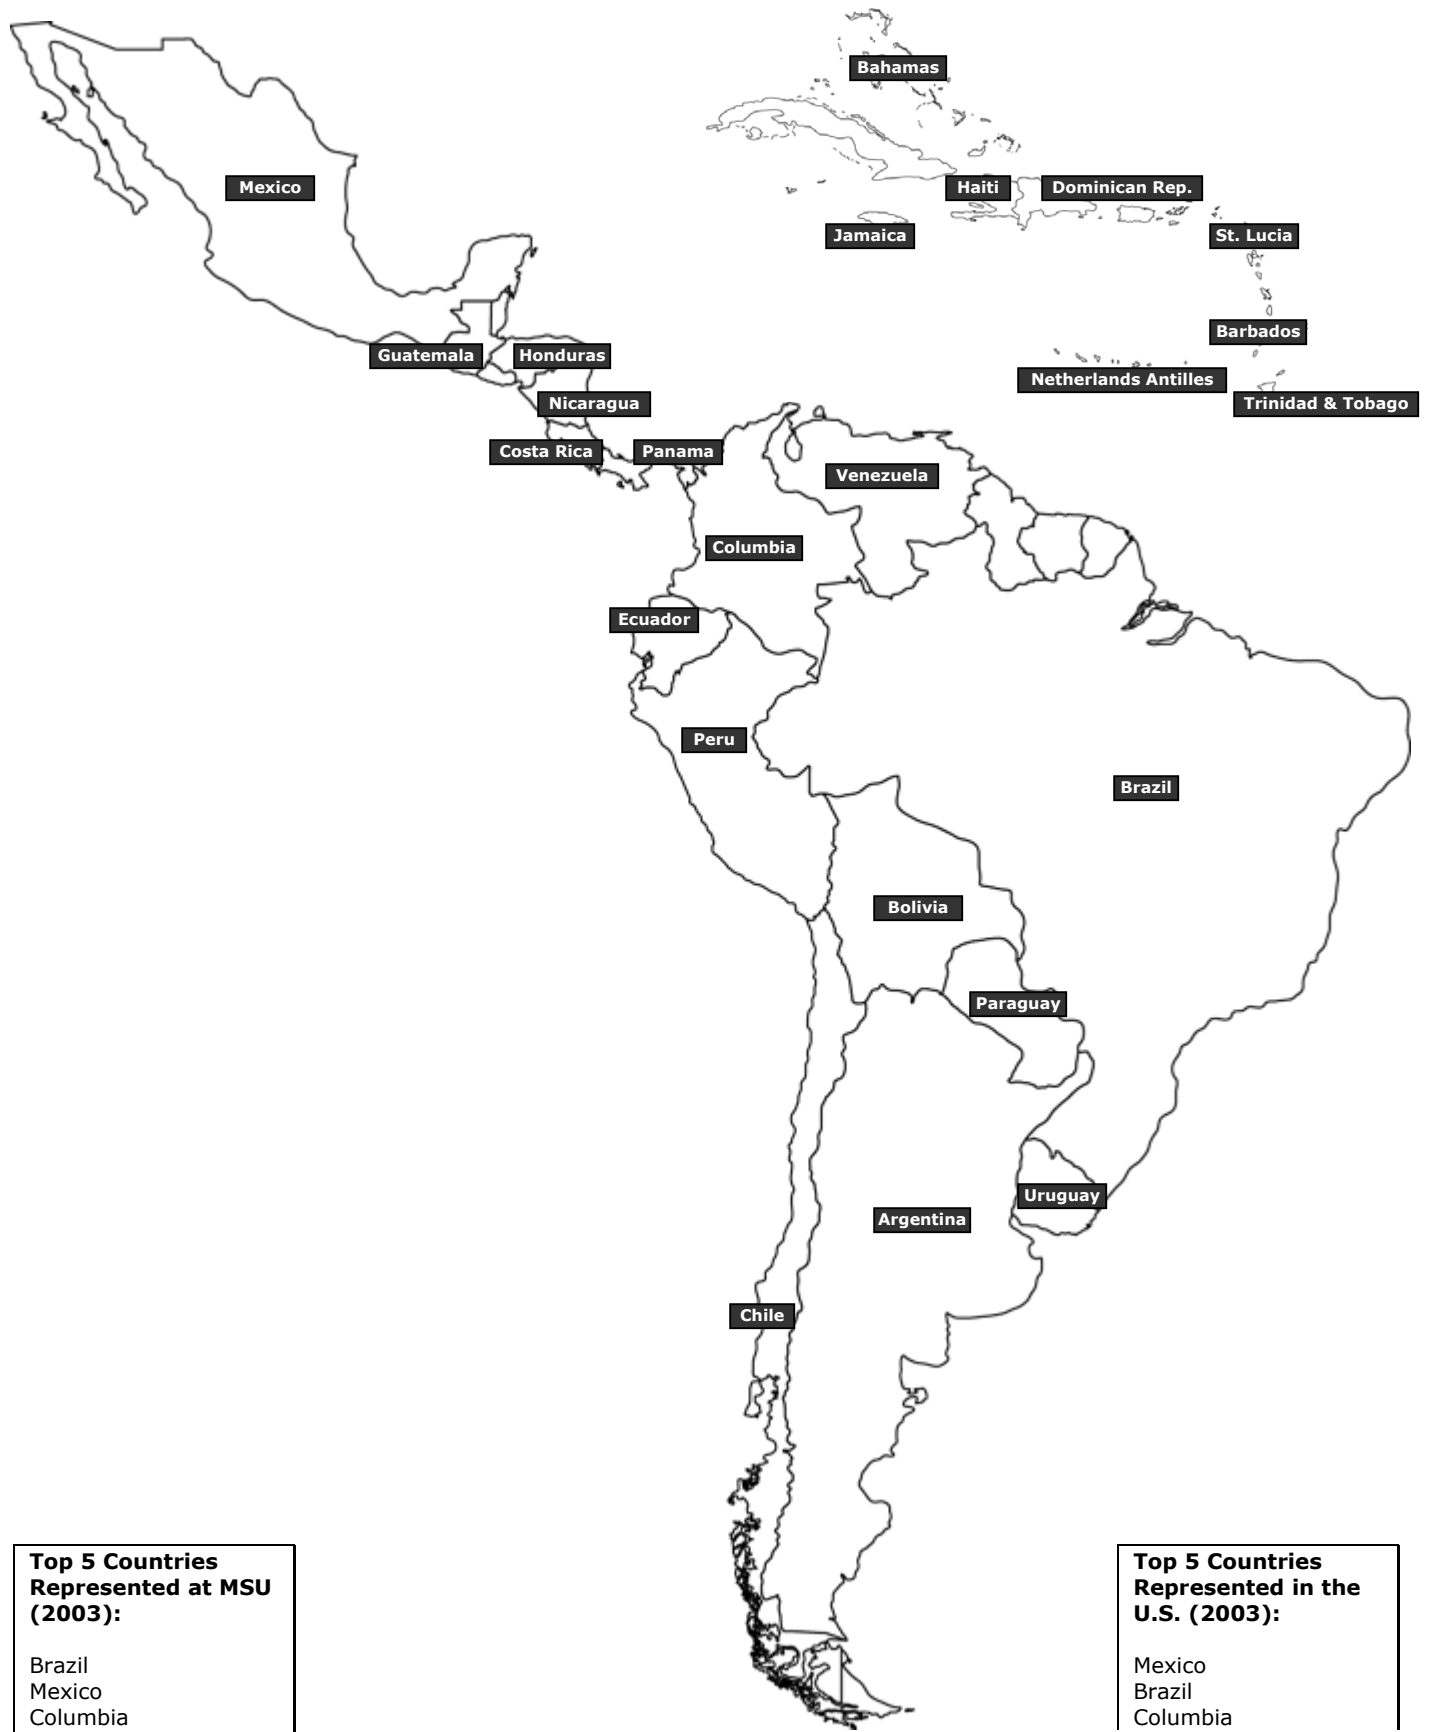 Bahamas
Mexico
Haiti
Dominican Rep.
Jamaica
St. Lucia
Barbados
Guatemala
Honduras
Netherlands Antilles
Nicaragua
Trinidad & Tobago
Costa Rica
Panama
Venezuela
Columbia
Ecuador
Peru
Brazil
Bolivia
Paraguay
Uruguay
Argentina
Chile
Top 5 Countries
Represented at MSU
(2003):
Brazil
Mexico
Columbia
Top 5 Countries
Represented in the
U.S. (2003):
Mexico
Brazil
Columbia